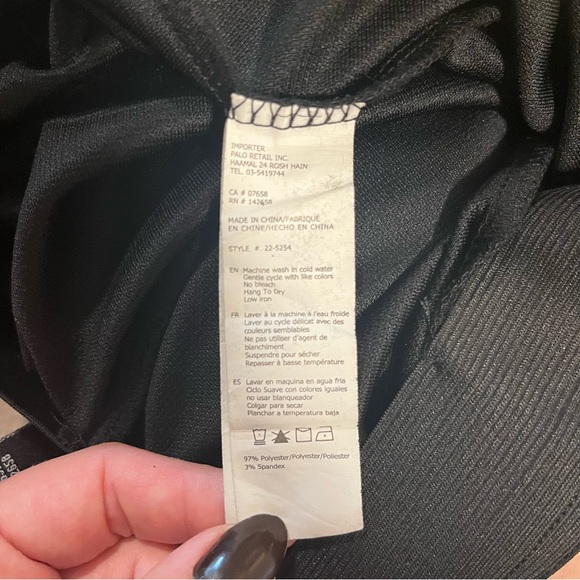 IMPORTER
PALO RETAIL INC.
HAAMAL 24 ROSH HAIN
TEL. 03-5419744
CA # 07658
RN # 142658
MADE IN CHINA/FABRIQUÉ
EN CHINE/HECHO EN CHINA
STYLE # 22-5254
EN Machine wash in cold water
Gentle cycle with like colors
No bleach
Hang To Dry
Low iron
FR Laver à la machine à l'eau froide
Laver au cycle délicat avec des
couleurs semblables
Ne pas utiliser d'agent de
blanchiment
Suspendre pour sécher
Repasser à basse température
ES Lavar en maquina en agua fria
Ciclo Suave con colores iguales
no usar blanqueador
Colgar para secar
Planchar a temperatura baja
97% Polyester/Polyester/Poliester
3% Spandex